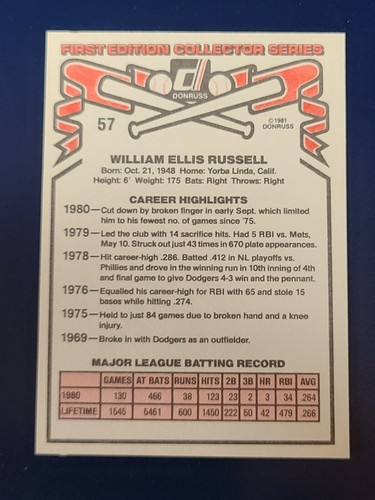 FIRST EDITION COLLECTOR SERIES
d
DONRUSS
57
© 1981
DONRUSS
WILLIAM ELLIS RUSSELL
Born: Oct. 21, 1948 Home: Yorba Linda, Calif.
Height: 6' Weight: 175 Bats: Right Throws: Right
CAREER HIGHLIGHTS
1980—Cut down by broken finger in early Sept. which limited
him to his fewest no. of games since '75.
1979—Led the club with 14 sacrifice hits. Had 5 RBI vs. Mets,
May 10. Struck out just 43 times in 670 plate appearances.
1978—Hit career-high .286. Batted .412 in NL playoffs vs.
Phillies and drove in the winning run in 10th inning of 4th
and final game to give Dodgers 4-3 win and the pennant.
1976—Equalled his career-high for RBI with 65 and stole 15
bases while hitting .274.
1975—Held to just 84 games due to broken hand and a knee
injury.
1969—Broke in with Dodgers as an outfielder.
MAJOR LEAGUE BATTING RECORD
GAMES AT BATS RUNS HITS 2B 3B HR RBI AVG
1980 130 466 38 123 23 2 3 34 .264
LIFETIME 1545 5461 600 1450 222 50 42 479 .266